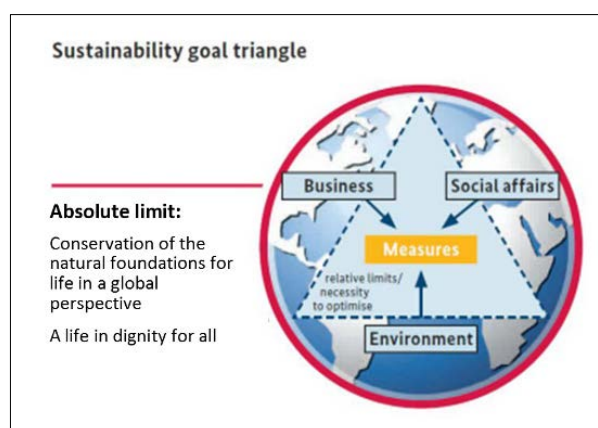 Sustainability goal triangle
Business
Social affairs
Absolute limit:
Conservation of the
natural foundations for
life in a global
perspective
A life in dignity for all
Measures
relative limits/
necessity
to optimise
Environment